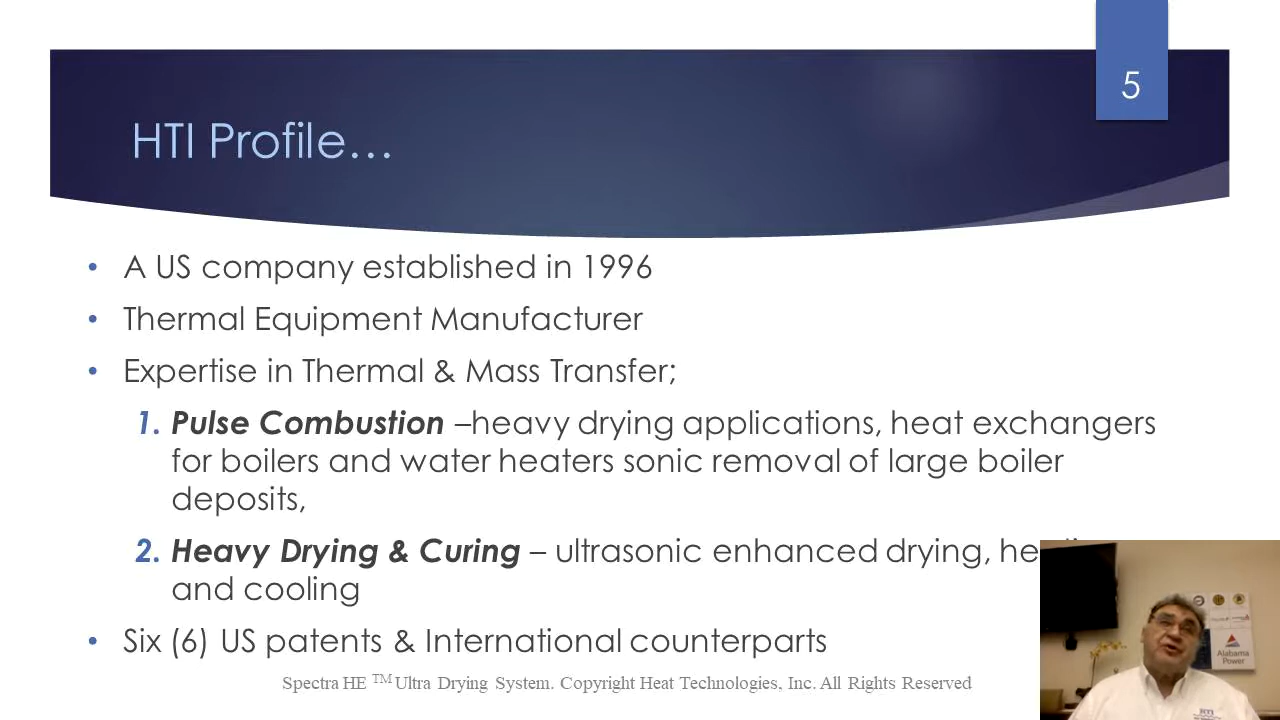 5
HTI Profile…
• A US company established in 1996
• Thermal Equipment Manufacturer
• Expertise in Thermal & Mass Transfer;
1. Pulse Combustion –heavy drying applications, heat exchangers
for boilers and water heaters sonic removal of large boiler
deposits,
2. Heavy Drying & Curing – ultrasonic enhanced drying,
and cooling
• Six (6) US patents & International counterparts
Spectra HE TM Ultra Drying System. Copyright Heat Technologies, Inc. All Rights Reserved
Alabama
Power
HTI